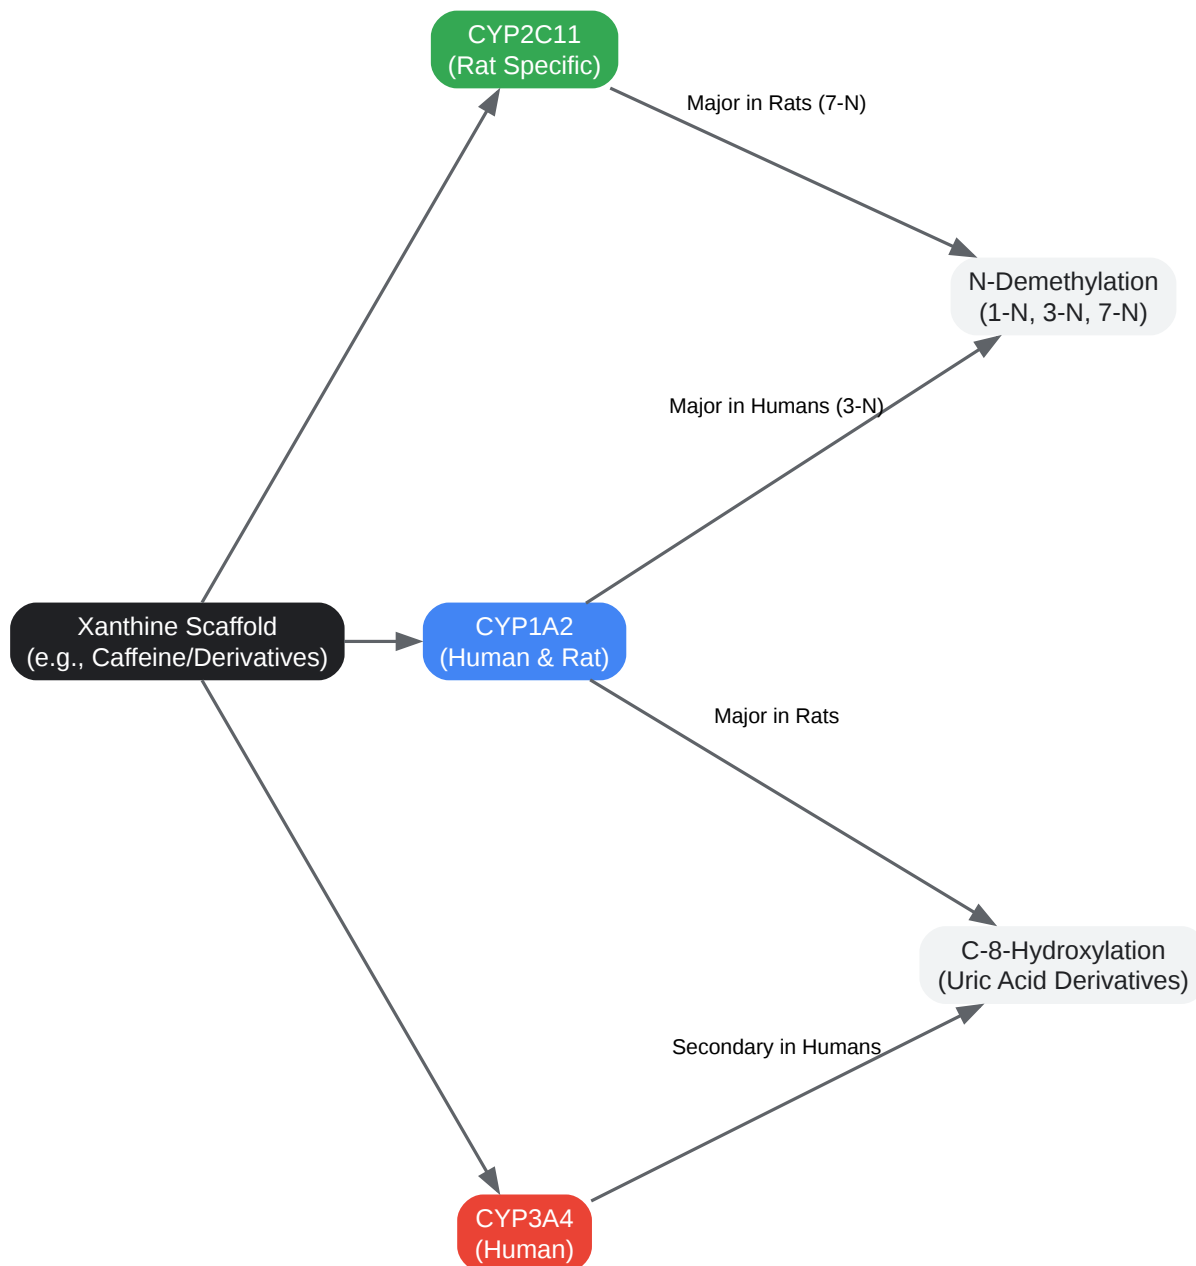 CYP2C11
(Rat Specific)
Major in Rats (7-N)
N-Demethylation
(1-N, 3-N, 7-N)
Major in Humans (3-N)
Xanthine Scaffold
(e.g., Caffeine/Derivatives)
CYP1A2
(Human & Rat)
Major in Rats
C-8-Hydroxylation
(Uric Acid Derivatives)
Secondary in Humans
CYP3A4
(Human)